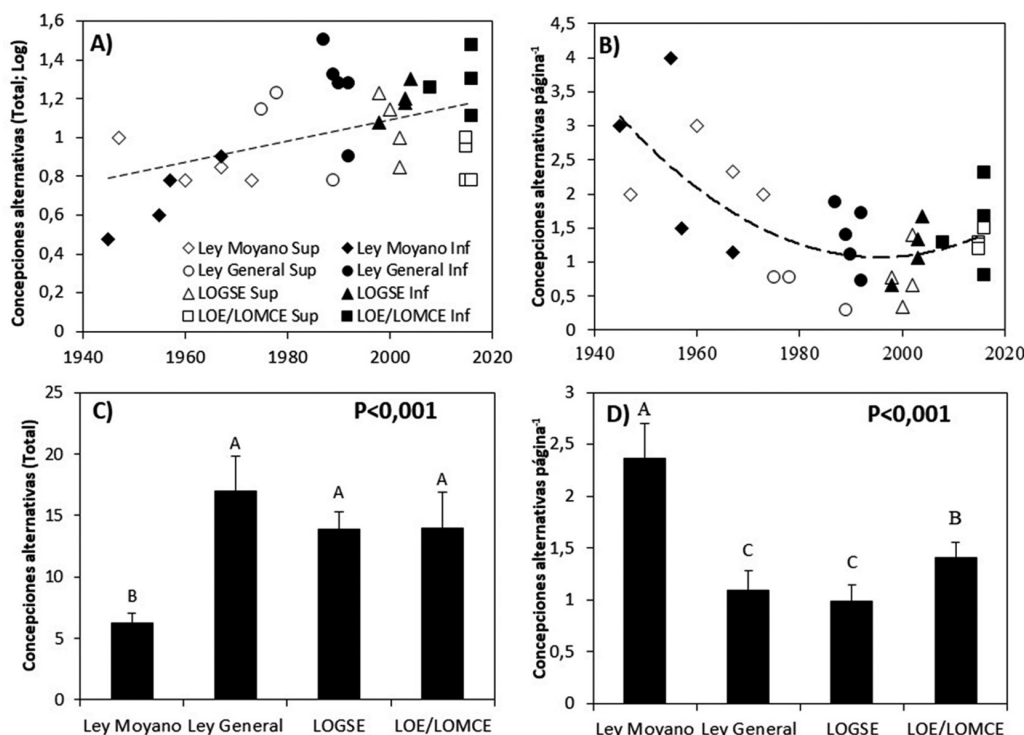 A)
Concepciones alternativas (Total; Log)
1,6
1,4
1,2
1
0,8
0,6
0,4
0,2
0
1940 1960 1980 2000 2020
Ley Moyano Sup Ley Moyano Inf
Ley General Sup Ley General Inf
LOGSE Sup LOGSE Inf
LOE/LOMCE Sup LOE/LOMCE Inf
B)
Concepciones alternativas página-1
4,5
4
3,5
3
2,5
2
1,5
1
0,5
0
1940 1960 1980 2000 2020
C)
P<0,001
Concepciones alternativas (Total)
25
20
15
10
5
0
B A A A
Ley Moyano Ley General LOGSE LOE/LOMCE
D)
P<0,001
Concepciones alternativas página-1
3
2,5
2
1,5
1
0,5
0
A C C B
Ley Moyano Ley General LOGSE LOE/LOMCE